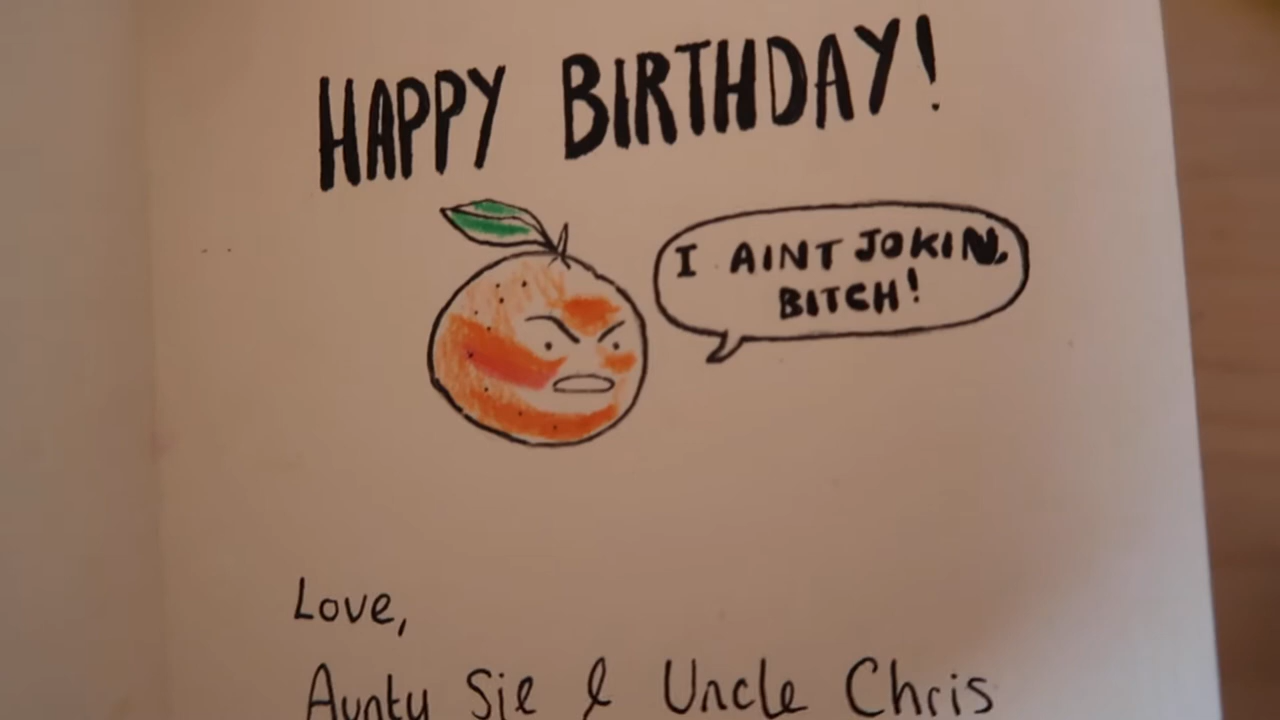 HAPPY BIRTHDAY!
I AINT JOKIN,
BITCH!
Love,
Aunty Sie & Uncle Chris